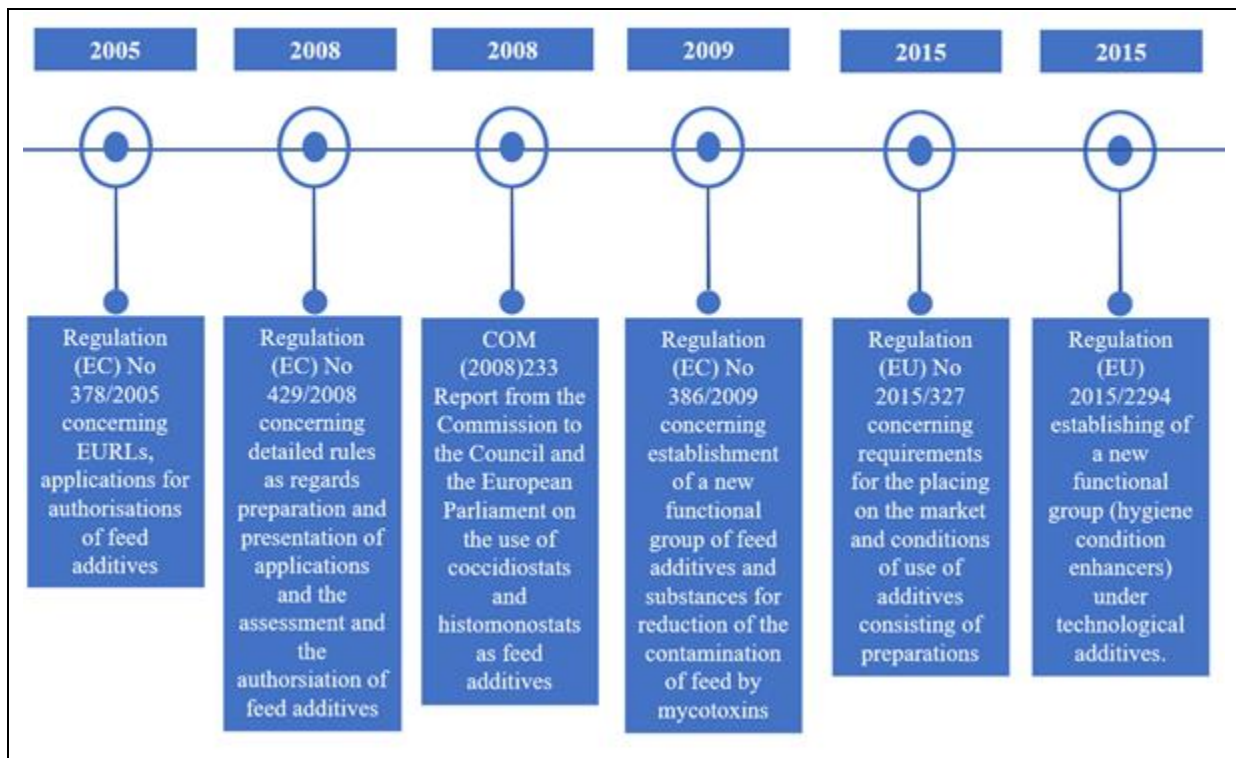 2005
2008
2008
2009
2015
2015
Regulation
(EC) No
378/2005
concerning
EURLs,
applications for
authorisations
of feed
additives
Regulation
(EC) No
429/2008
concerning
detailed rules
as regards
preparation and
presentation of
applications
and the
assessment and
the
authorsiation of
feed additives
COM
(2008)233
Report from the
Commission to
the Council and
the European
Parliament on
the use of
coccidiostats
and
histomonostats
as feed
additives
Regulation
(EC) No
386/2009
concerning
establishment
of a new
functional
group of feed
additives and
substances for
reduction of the
contamination
of feed by
mycotoxins
Regulation
(EU) No
2015/327
concerning
requirements
for the placing
on the market
and conditions
of use of
additives
consisting of
preparations
Regulation
(EU)
2015/2294
establishing of
a new
functional
group (hygiene
condition
enhancers)
under
technological
additives.